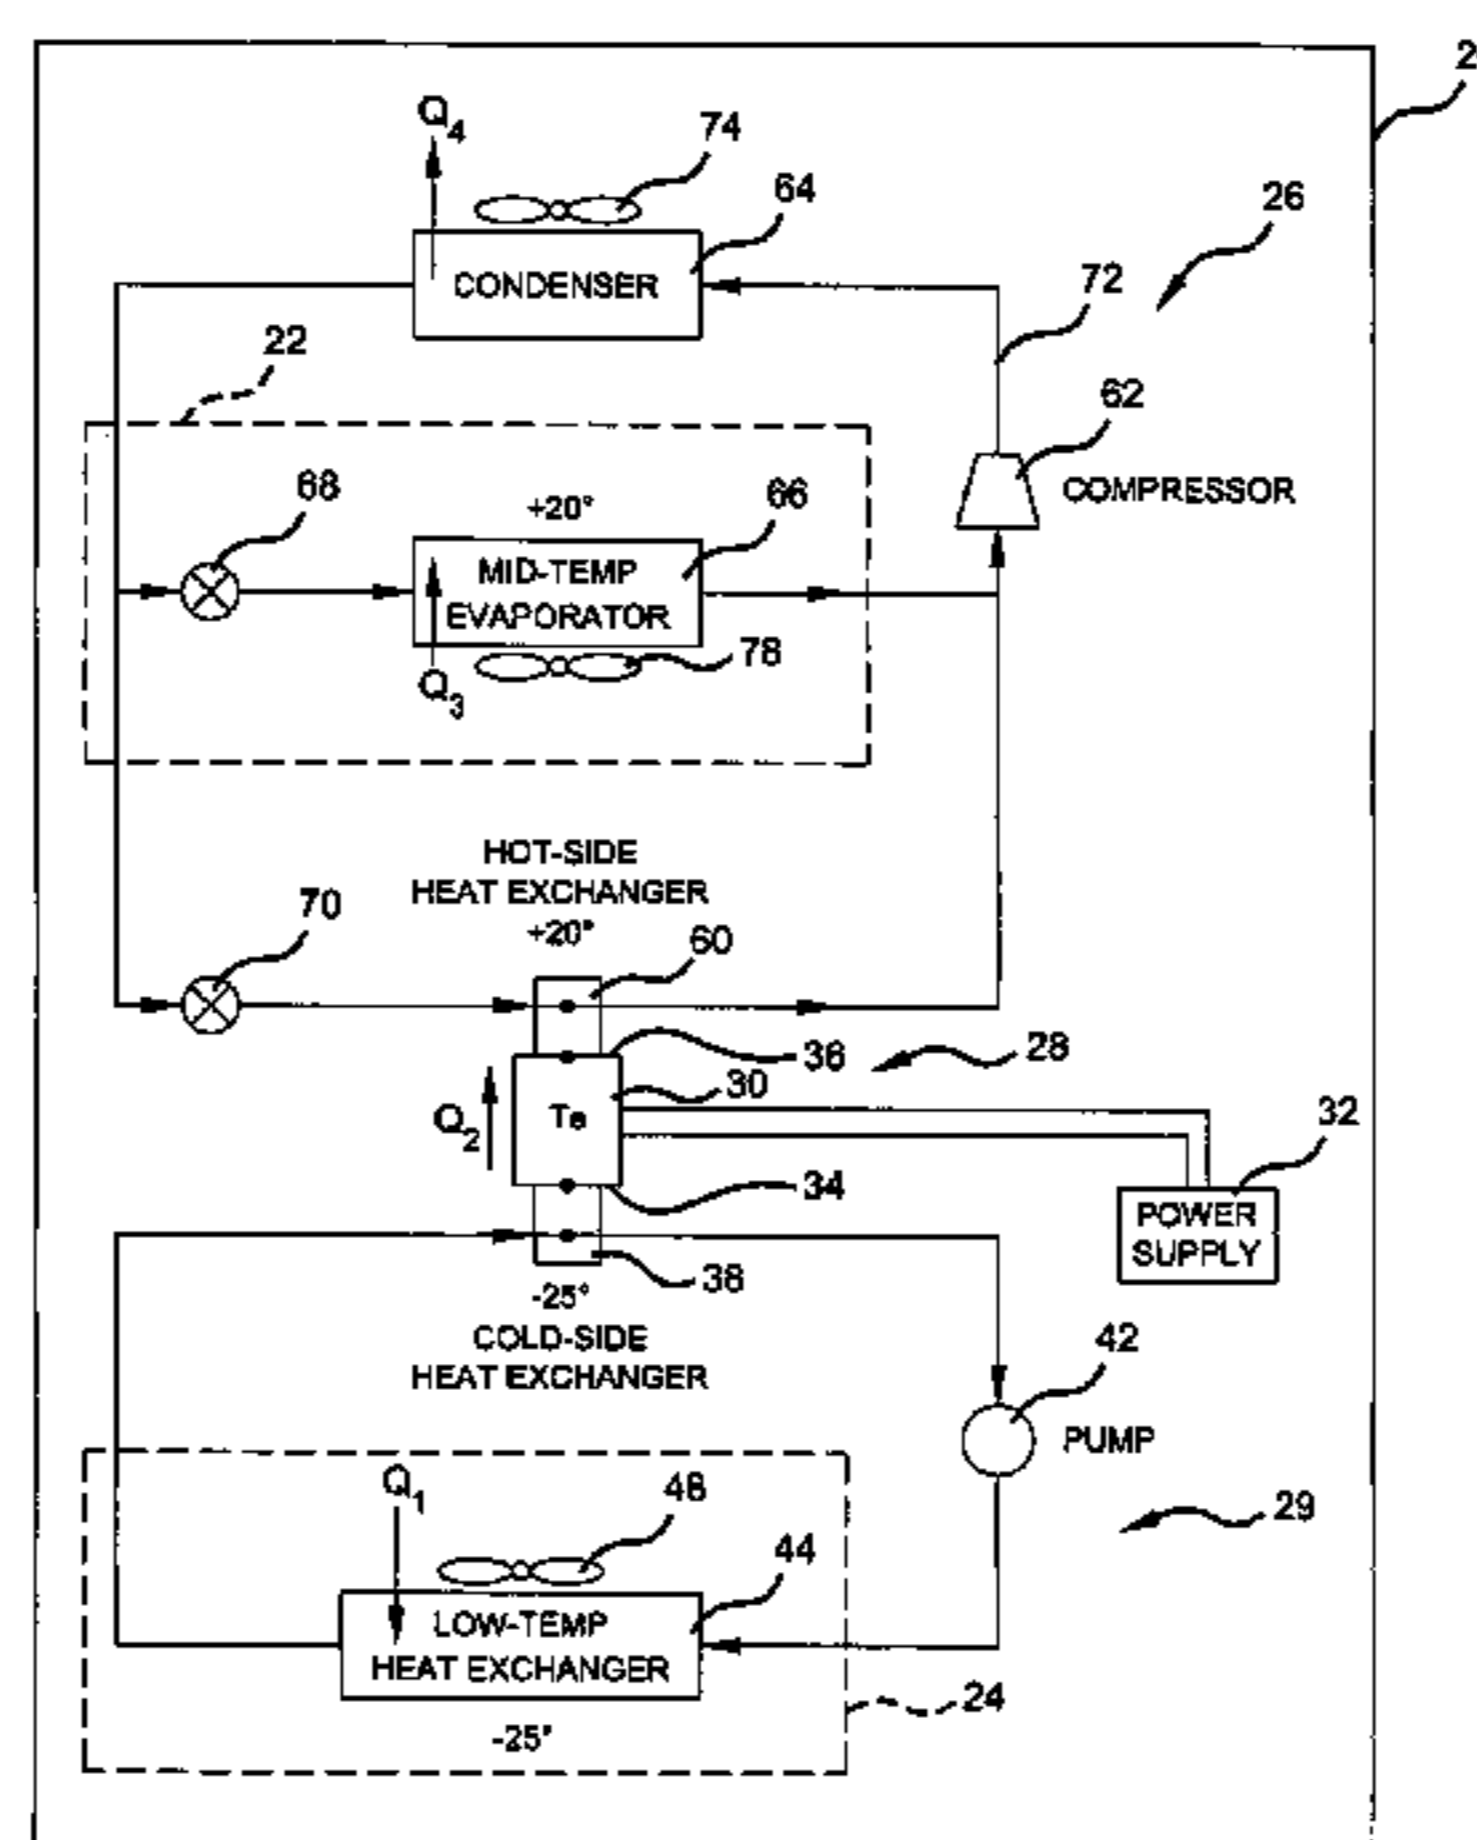 2
Q4
74
64
26
CONDENSER
72
22
62
68
+20°
66
COMPRESSOR
MID-TEMP
EVAPORATOR
78
Q3
HOT-SIDE
HEAT EXCHANGER
70
+20°
60
36
28
30
Q2
Te
32
34
POWER
SUPPLY
38
-25°
COLD-SIDE
HEAT EXCHANGER
42
PUMP
Q1
48
29
44
LOW-TEMP
HEAT EXCHANGER
24
-25°